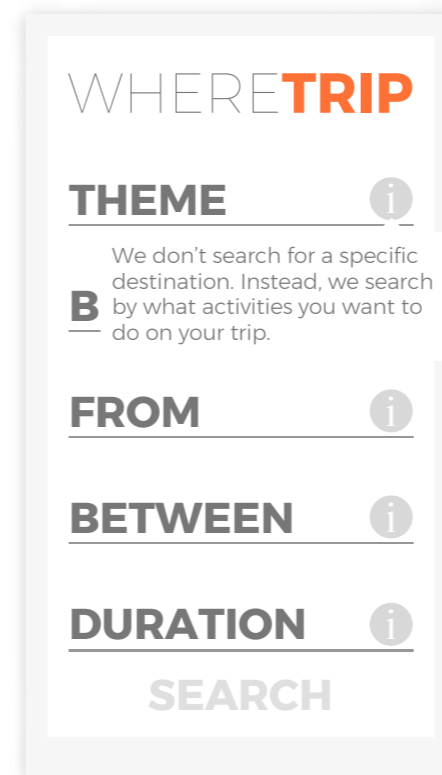 WHERETRIP
THEME i
We don't search for a specific
destination. Instead, we search
B by what activities you want to
do on your trip.
FROM i
BETWEEN i
DURATION i
SEARCH